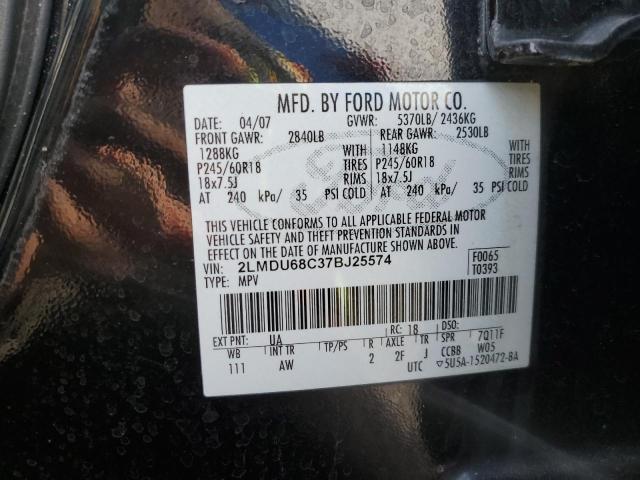 MFD. BY FORD MOTOR CO.
DATE: 04/07 GVWR: 5370LB/ 2436KG
FRONT GAWR: 2840LB REAR GAWR: 2530LB
1288KG WITH 1148KG WITH
P245/60R18 TIRES P245/60R18 TIRES
18x7.5J RIMS 18x7.5J RIMS
AT 240 kPa/ 35 PSI COLD AT 240 kPa/ 35 PSI COLD
THIS VEHICLE CONFORMS TO ALL APPLICABLE FEDERAL MOTOR
VEHICLE SAFETY AND THEFT PREVENTION STANDARDS IN
EFFECT ON THE DATE OF MANUFACTURE SHOWN ABOVE.
VIN: 2LMDU68C37BJ25574 F0065
TYPE: MPV T0393
EXT PNT: UA RC: 18 DSO:
WB INT TR TP/PS R AXLE TR SPR 7Q11F
111 AW 2 2F J CCBB W05
UTC ▽5U5A-1520472-BA
Ford